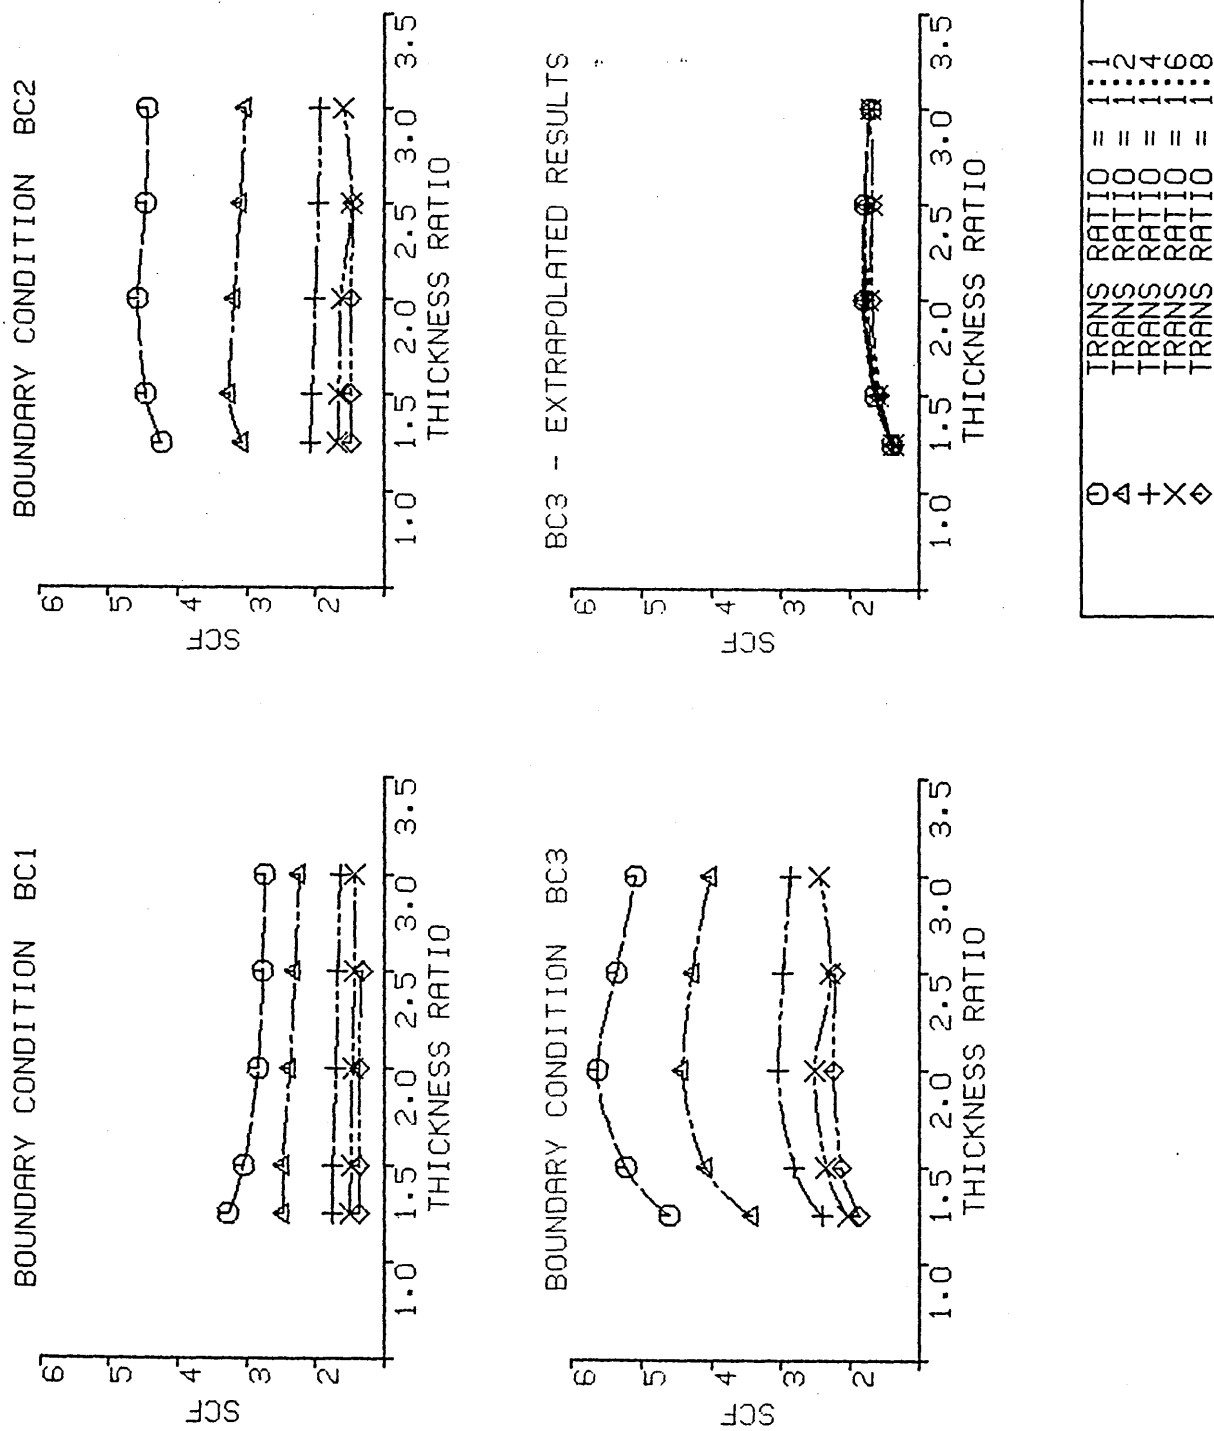 BOUNDARY CONDITION BC1
6
5
4
3
2
SCF
1.0 1.5 2.0 2.5 3.0 3.5
THICKNESS RATIO
BOUNDARY CONDITION BC2
6
5
4
3
2
SCF
1.0 1.5 2.0 2.5 3.0 3.5
THICKNESS RATIO
BOUNDARY CONDITION BC3
6
5
4
3
2
SCF
1.0 1.5 2.0 2.5 3.0 3.5
THICKNESS RATIO
BC3 - EXTRAPOLATED RESULTS
6
5
4
3
2
SCF
1.0 1.5 2.0 2.5 3.0 3.5
THICKNESS RATIO
TRANS RATIO = 1:1
TRANS RATIO = 1:2
TRANS RATIO = 1:4
TRANS RATIO = 1:6
TRANS RATIO = 1:8